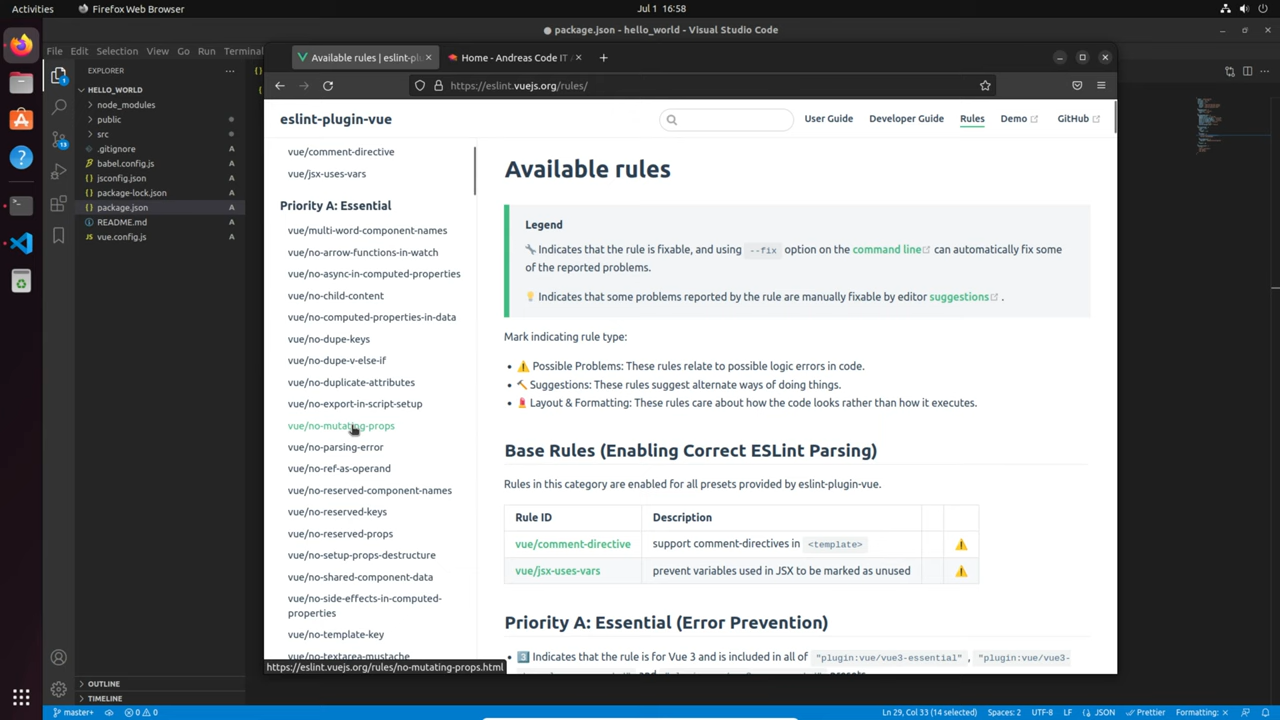 Activities
Firefox Web Browser
Jul 1 16:58
package.json - hello_world - Visual Studio Code
File Edit Selection View Go Run Terminal
EXPLORER
HELLO_WORLD
node_modules
public
src
.gitignore
babel.config.js
jsconfig.json
package-lock.json
package.json
README.md
vue.config.js
A
A
A
A
A
A
A
1
13
OUTLINE
TIMELINE
Available rules | eslint-pl
Home - Andreas Code IT
https://eslint.vuejs.org/rules/
eslint-plugin-vue
User Guide
Developer Guide
Rules
Demo
GitHub
vue/comment-directive
vue/jsx-uses-vars
Priority A: Essential
vue/multi-word-component-names
vue/no-arrow-functions-in-watch
vue/no-async-in-computed-properties
vue/no-child-content
vue/no-computed-properties-in-data
vue/no-dupe-keys
vue/no-dupe-v-else-if
vue/no-duplicate-attributes
vue/no-export-in-script-setup
vue/no-mutating-props
vue/no-parsing-error
vue/no-ref-as-operand
vue/no-reserved-component-names
vue/no-reserved-keys
vue/no-reserved-props
vue/no-setup-props-destructure
vue/no-shared-component-data
vue/no-side-effects-in-computed-
properties
vue/no-template-key
vue/no-textarea-mustache
https://eslint.vuejs.org/rules/no-mutating-props.html
Available rules
Legend
🔧 Indicates that the rule is fixable, and using --fix option on the command line can automatically fix some
of the reported problems.
💡 Indicates that some problems reported by the rule are manually fixable by editor suggestions .
Mark indicating rule type:
• ⚠️ Possible Problems: These rules relate to possible logic errors in code.
• 🔨 Suggestions: These rules suggest alternate ways of doing things.
• 💄 Layout & Formatting: These rules care about how the code looks rather than how it executes.
Base Rules (Enabling Correct ESLint Parsing)
Rules in this category are enabled for all presets provided by eslint-plugin-vue.
Rule ID Description
vue/comment-directive support comment-directives in <template> ⚠️
vue/jsx-uses-vars prevent variables used in JSX to be marked as unused ⚠️
Priority A: Essential (Error Prevention)
• 3️⃣ Indicates that the rule is for Vue 3 and is included in all of "plugin:vue/vue3-essential", "plugin:vue/vue3-
master+
0 0
Ln 29, Col 33 (14 selected)
Spaces: 2
UTF-8
LF
{ } JSON
Prettier
Formatting: ×